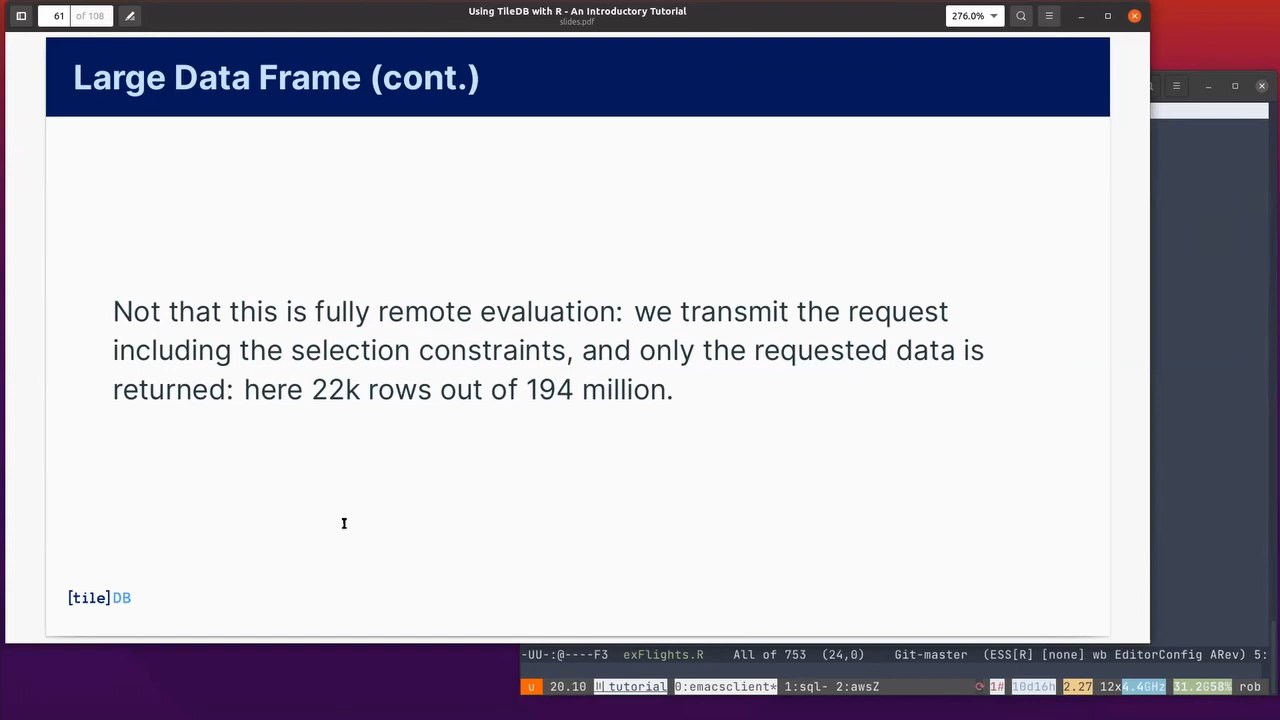 61 of 108
Using TileDB with R - An Introductory Tutorial
slides.pdf
276.0%
Large Data Frame (cont.)
Not that this is fully remote evaluation: we transmit the request
including the selection constraints, and only the requested data is
returned: here 22k rows out of 194 million.
[tile]DB
-UU-:@----F3 exFlights.R All of 753 (24,0) Git-master (ESS[R] [none] wb EditorConfig ARev) 5:
u 20.10 tutorial 0:emacsclient* 1:sql- 2:awsZ 1# 10d16h 2.27 12x4.4GHz 31.2G58% rob